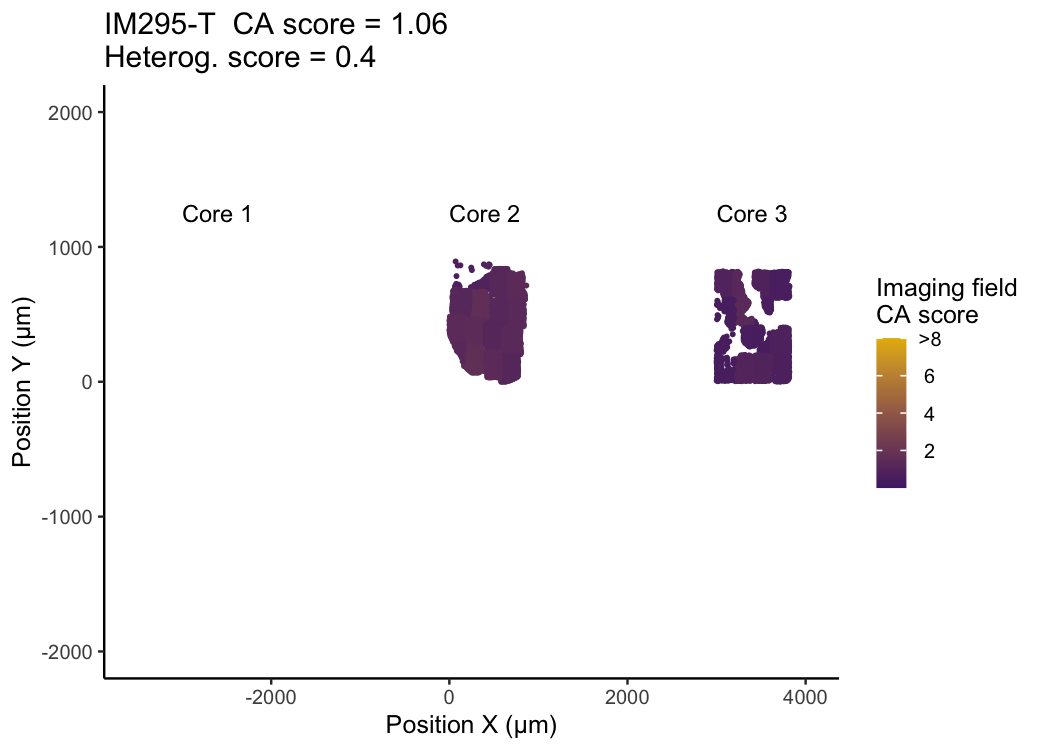 IM295-T  CA score = 1.06
Heterog. score = 0.4
2000
1000
0
-1000
-2000
Position Y (µm)
Core 1
Core 2
Core 3
-2000
0
2000
4000
Position X (µm)
Imaging field
CA score
>8
6
4
2